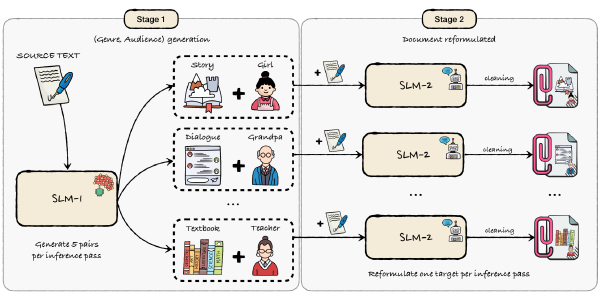 Stage 1
Stage 2
(Genre, Audience) generation
Document reformulated
SOURCE TEXT
Story
Girl
+
+
SLM-2
cleaning
Dialogue
Grandpa
+
+
SLM-2
cleaning
SLM-1
...
...
...
Generate 5 pairs
per inference pass
Textbook
Teacher
+
+
SLM-2
cleaning
Reformulate one target per inference pass